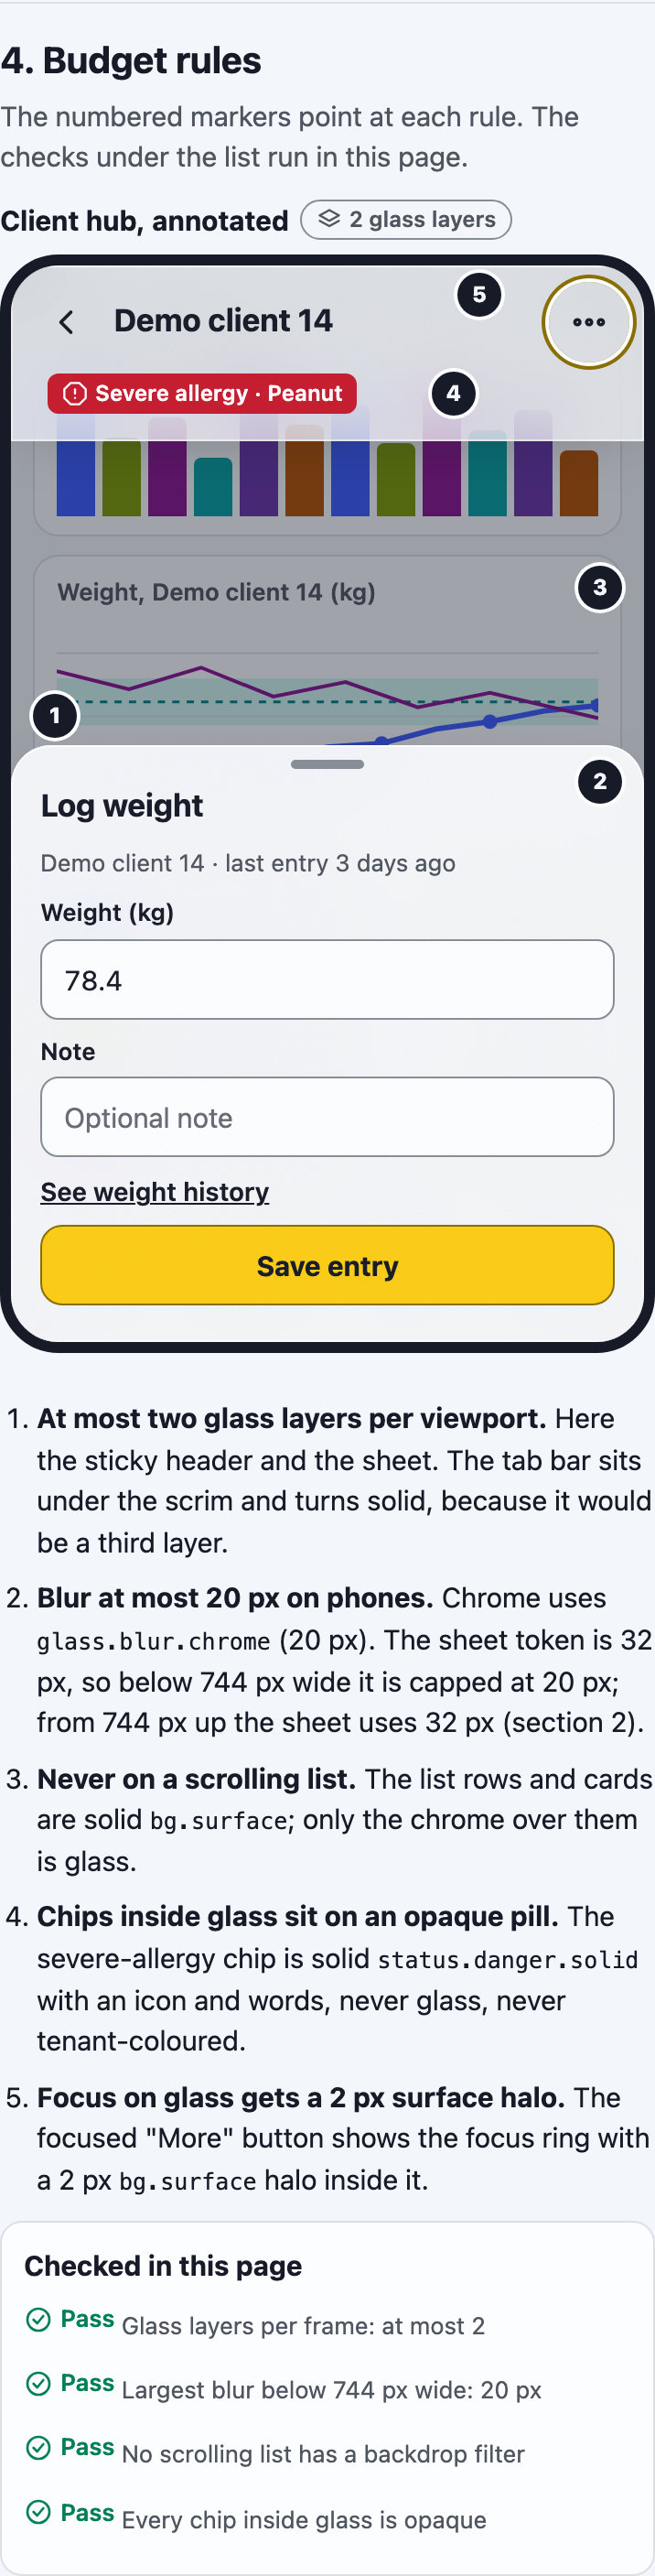 4. Budget rules
The numbered markers point at each rule. The
checks under the list run in this page.
Client hub, annotated
2 glass layers
5
Demo client 14
Severe allergy · Peanut
4
Weight, Demo client 14 (kg)
3
1
2
Log weight
Demo client 14 · last entry 3 days ago
Weight (kg)
78.4
Note
Optional note
See weight history
Save entry
1. At most two glass layers per viewport. Here
the sticky header and the sheet. The tab bar sits
under the scrim and turns solid, because it would
be a third layer.
2. Blur at most 20 px on phones. Chrome uses
glass.blur.chrome (20 px). The sheet token is 32
px, so below 744 px wide it is capped at 20 px;
from 744 px up the sheet uses 32 px (section 2).
3. Never on a scrolling list. The list rows and cards
are solid bg.surface; only the chrome over them
is glass.
4. Chips inside glass sit on an opaque pill. The
severe-allergy chip is solid status.danger.solid
with an icon and words, never glass, never
tenant-coloured.
5. Focus on glass gets a 2 px surface halo. The
focused "More" button shows the focus ring with
a 2 px bg.surface halo inside it.
Checked in this page
Pass Glass layers per frame: at most 2
Pass Largest blur below 744 px wide: 20 px
Pass No scrolling list has a backdrop filter
Pass Every chip inside glass is opaque